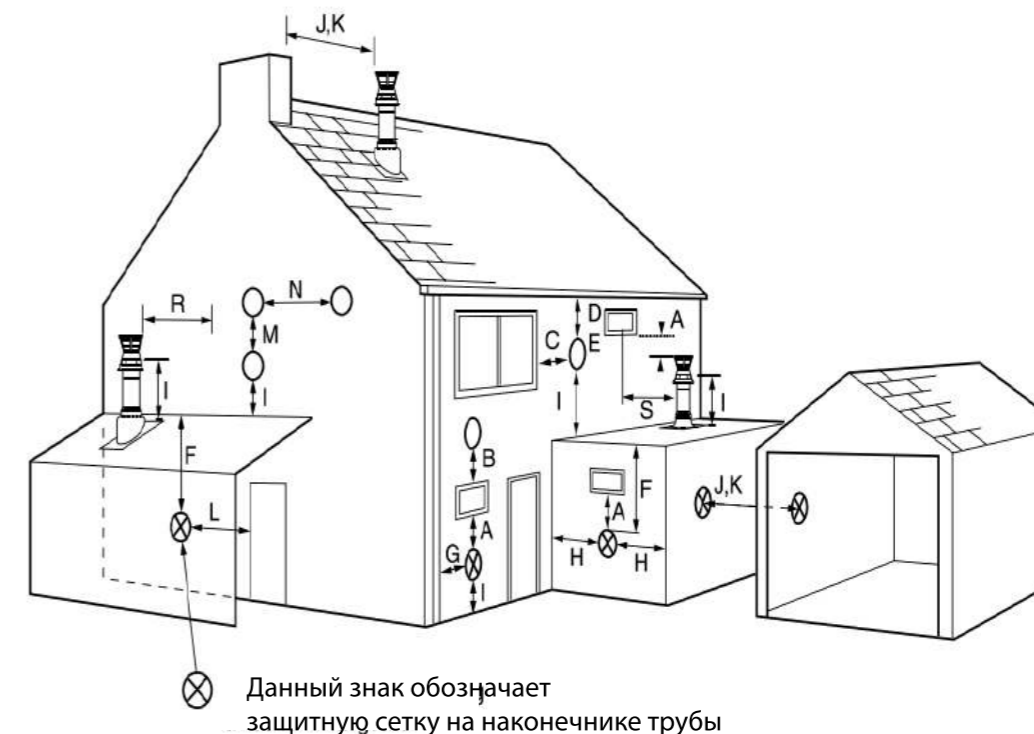 J,K
N
R
M
I
I
F
L
D
A
C
E
I
S
I
B
A
G
I
F
A
H
H
J,K
Данный знак обозначает
защитную сетку на наконечнике трубы